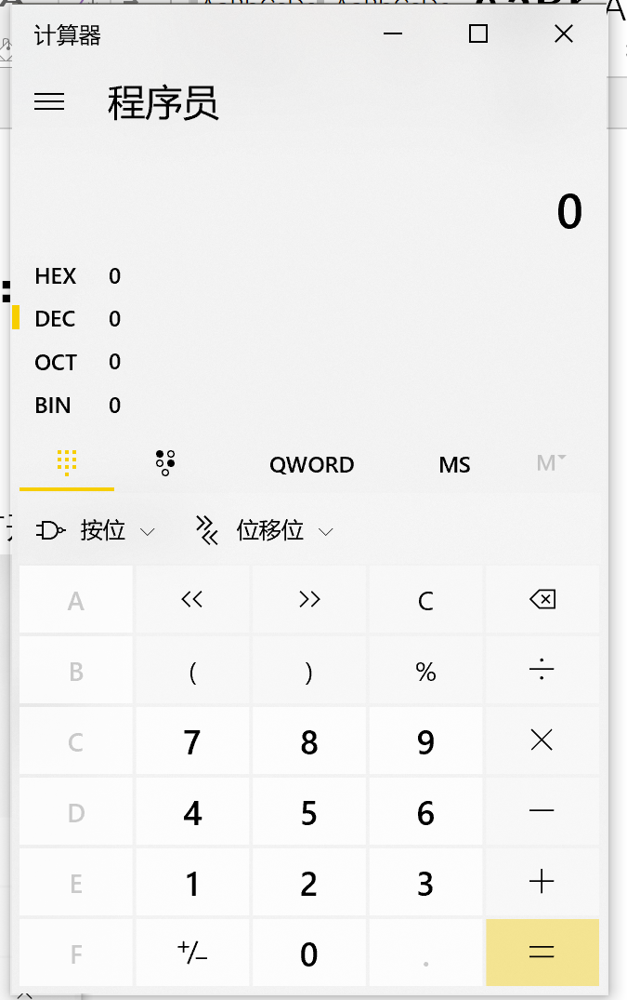 计算器
程序员
0
HEX 0
DEC 0
OCT 0
BIN 0
QWORD MS M
按位 位移位
A << >> C
B ( ) % ÷
C 7 8 9 ×
D 4 5 6 −
E 1 2 3 +
F +/− 0 . =